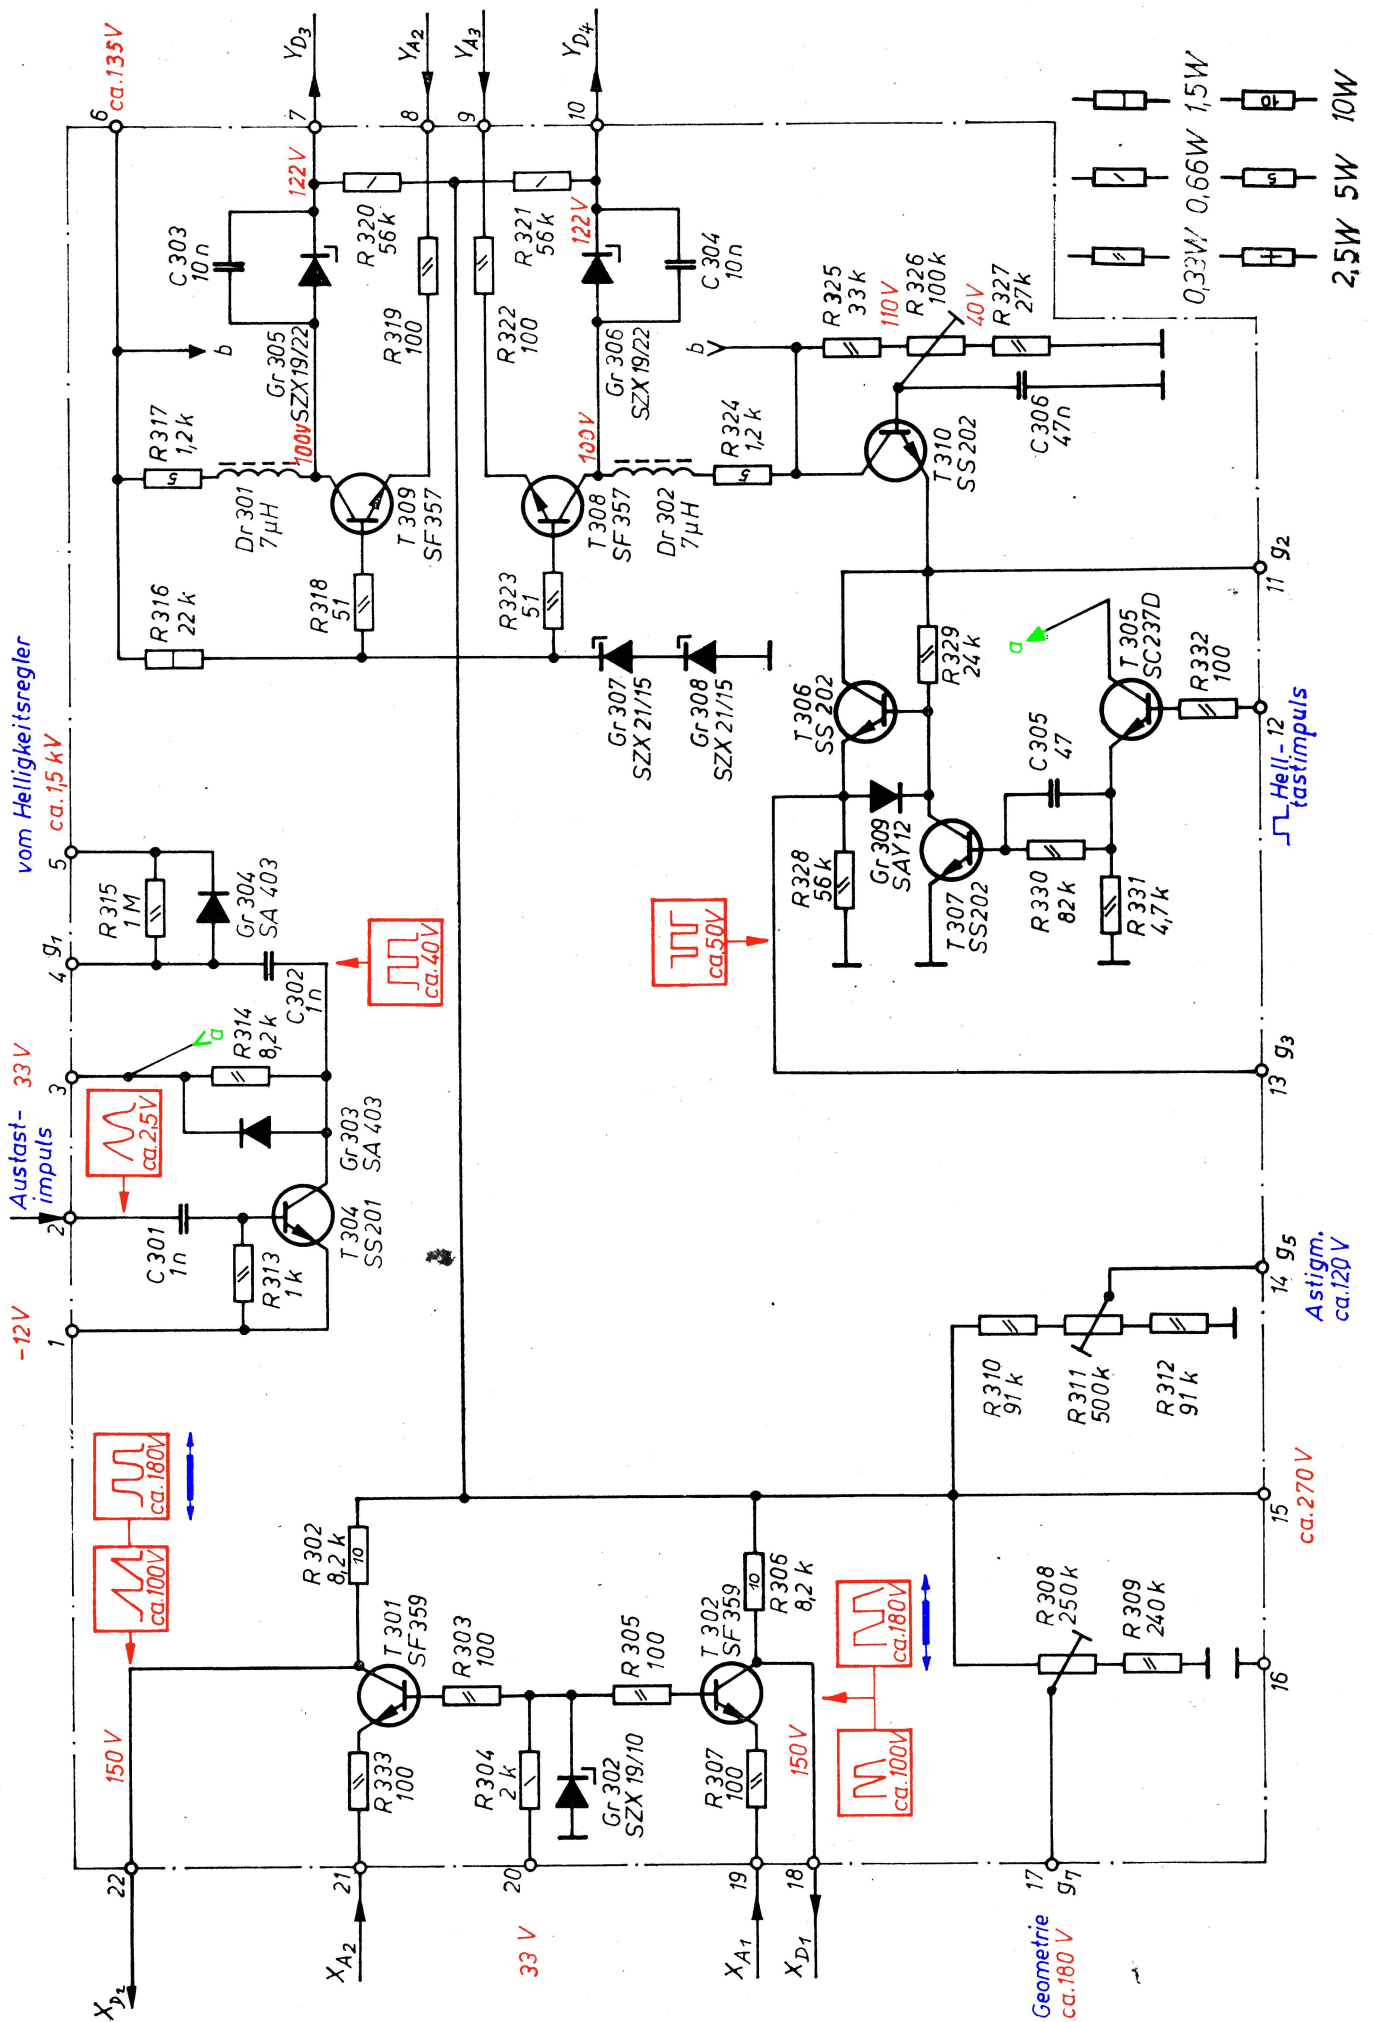 6
ca.135V
YD3
7
122V
YA2
8
YA3
9
YD4
10
C303
10n
R320
56k
R319
100
R321
56k
R322
100
122V
C304
10n
b
Gr305
SZX19/22
100V
R317
1,2k
5
Dr301
7µH
T309
SF357
Gr306
SZX19/22
100V
T308
SF357
Dr302
7µH
R324
1,2k
5
b
R325
33k
110V
R326
100k
40V
R327
27k
C306
47n
T310
SS202
0,33W
0,66W
1,5W
2,5W
5W
10W
5
10
R316
22k
R318
51
R323
51
Gr307
SZX21/15
Gr308
SZX21/15
T306
SS202
R329
24k
11
g2
a
T305
SC237D
R332
100
12
Hell-
tastimpuls
C305
47
Gr309
SAY12
R328
56k
T307
SS202
R330
82k
R331
4,7k
ca.50V
13
g3
vom Helligkeitsregler
ca.1,5kV
5
R315
1M
Gr304
SA403
4
g1
C302
1n
ca.40V
3
33V
a
R314
8,2k
Gr303
SA403
Austast-
impuls
2
ca.2,5V
C301
1n
R313
1k
T304
SS201
1
-12V
ca.180V
ca.100V
R302
8,2k
10
T301
SF359
R303
100
R305
100
T302
SF359
R306
8,2k
10
150V
R333
100
R304
2k
Gr302
SZX19/10
R307
100
150V
ca.180V
ca.100V
22
XD2
21
XA2
20
33V
19
XA1
18
XD1
R310
91k
R311
500k
R312
91k
14
g5
Astigm.
ca.120V
15
ca.270V
R308
250k
R309
240k
16
17
g7
Geometrie
ca.180V